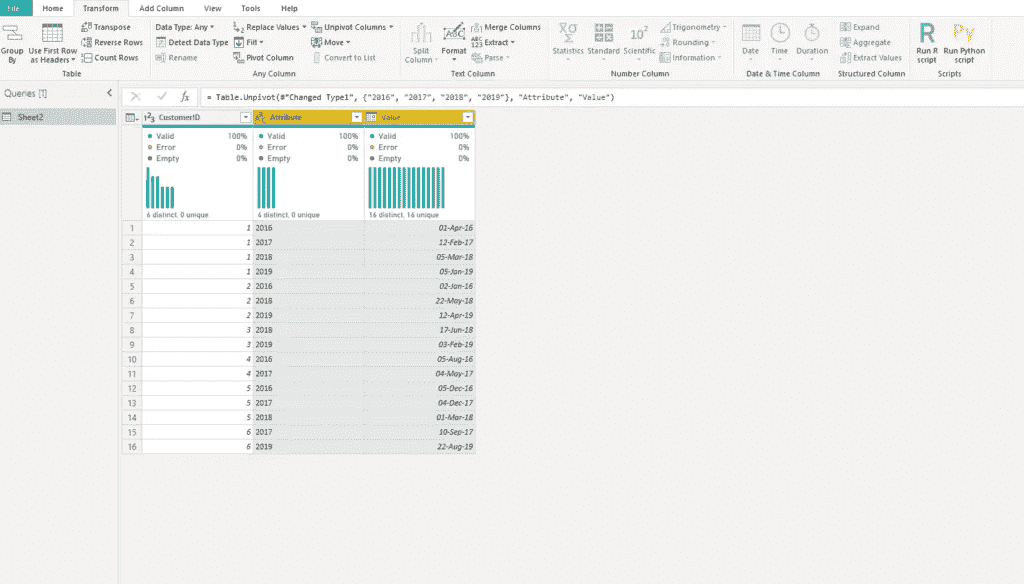 File Home Transform Add Column View Tools Help
Group By
Use First Row as Headers
Transpose
Reverse Rows
Count Rows
Table
Data Type: Any
Detect Data Type
Rename
Replace Values
Fill
Pivot Column
Unpivot Columns
Move
Convert to List
Any Column
Split Column
Format
Merge Columns
Extract
Parse
Text Column
Statistics
Standard
Scientific
Trigonometry
Rounding
Information
Number Column
Date
Time
Duration
Date & Time Column
Expand
Aggregate
Extract Values
Structured Column
Run R script
Run Python script
Scripts
Queries [1]
Sheet2
= Table.Unpivot(#"Changed Type1", {"2016", "2017", "2018", "2019"}, "Attribute", "Value")
CustomerID Attribute Value
Valid 100% Valid 100% Valid 100%
Error 0% Error 0% Error 0%
Empty 0% Empty 0% Empty 0%
6 distinct, 0 unique 4 distinct, 0 unique 16 distinct, 16 unique
1 1 2016 01-Apr-16
2 1 2017 12-Feb-17
3 1 2018 05-Mar-18
4 1 2019 05-Jan-19
5 2 2016 02-Jan-16
6 2 2018 22-May-18
7 2 2019 12-Apr-19
8 3 2018 17-Jun-18
9 3 2019 03-Feb-19
10 4 2016 05-Aug-16
11 4 2017 04-May-17
12 5 2016 05-Dec-16
13 5 2017 04-Dec-17
14 5 2018 01-Mar-18
15 6 2017 10-Sep-17
16 6 2019 22-Aug-19